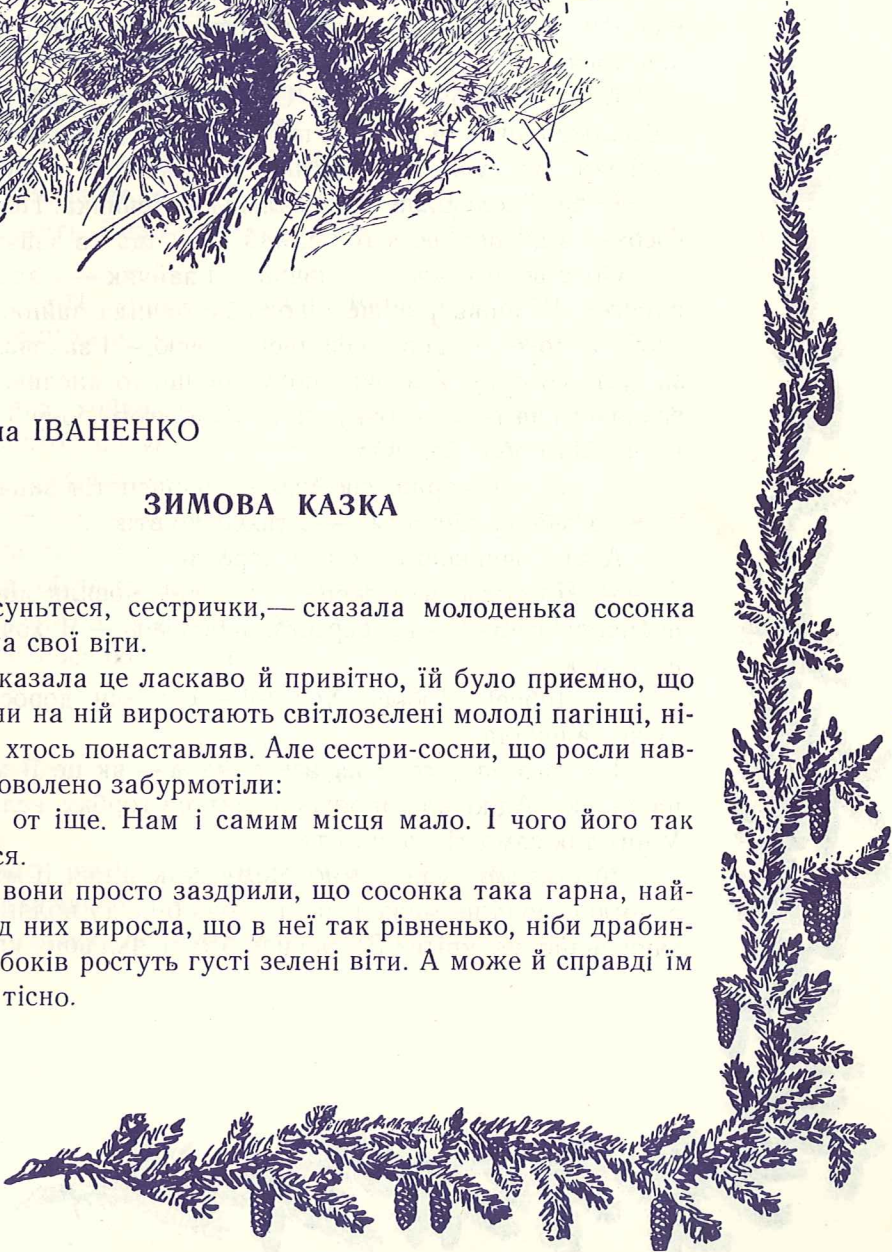 на ІВАНЕНКО
ЗИМОВА КАЗКА
суньтеся, сестрички,— сказала молоденька сосонка
а свої віти.
казала це ласкаво й привітно, їй було приємно, що
ни на ній виростають світлозелені молоді пагінці, ні-
хтось понаставляв. Але сестри-сосни, що росли нав-
оволено забурмотіли:
от іще. Нам і самим місця мало. І чого його так
ся.
вони просто заздрили, що сосонка така гарна, най-
д них виросла, що в неї так рівненько, ніби драбин-
боків ростуть густі зелені віти. А може й справді їм
тісно.